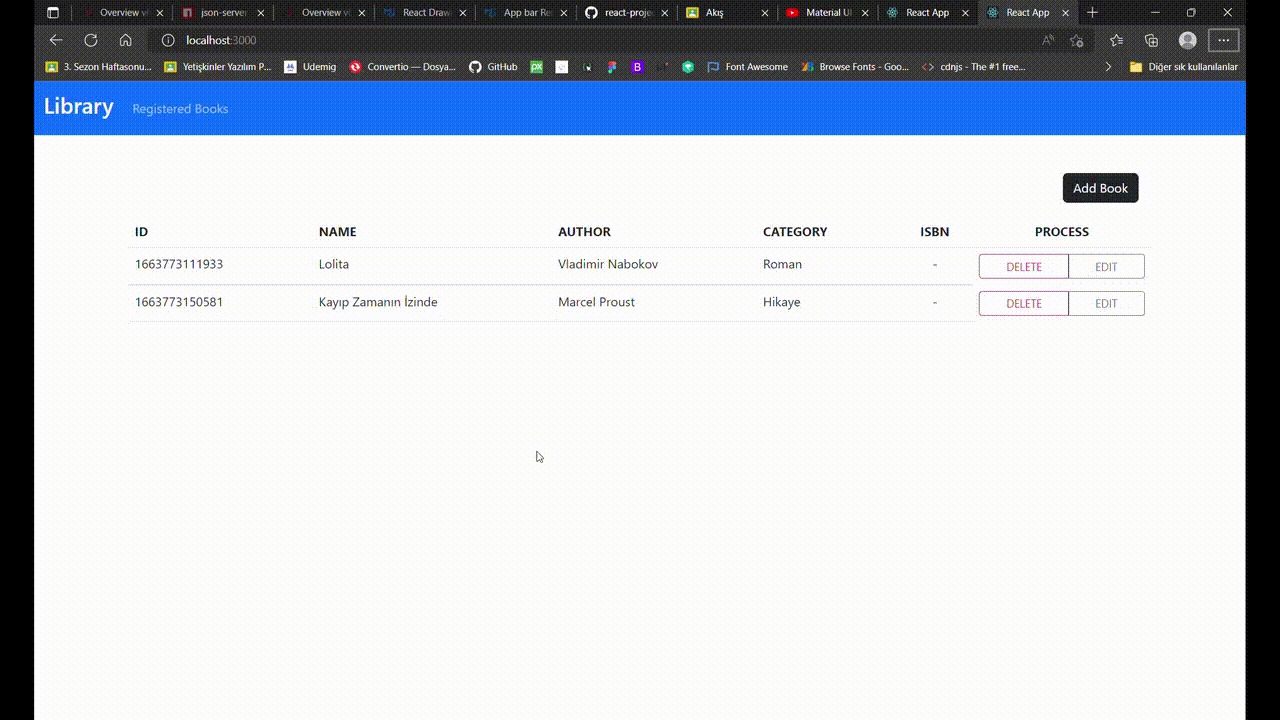 Overview v json-server Overview v React Draw App bar Re react-proje Akış Material UI React App React App
localhost:3000
3. Sezon Haftasonu... Yetişkinler Yazılım P... Udemig Convertio — Dosya... GitHub Font Awesome Browse Fonts - Goo... cdnjs - The #1 free... Diğer sık kullanılanlar
Library Registered Books
Add Book
ID NAME AUTHOR CATEGORY ISBN PROCESS
1663773111933 Lolita Vladimir Nabokov Roman - DELETE EDIT
1663773150581 Kayıp Zamanın İzinde Marcel Proust Hikaye - DELETE EDIT